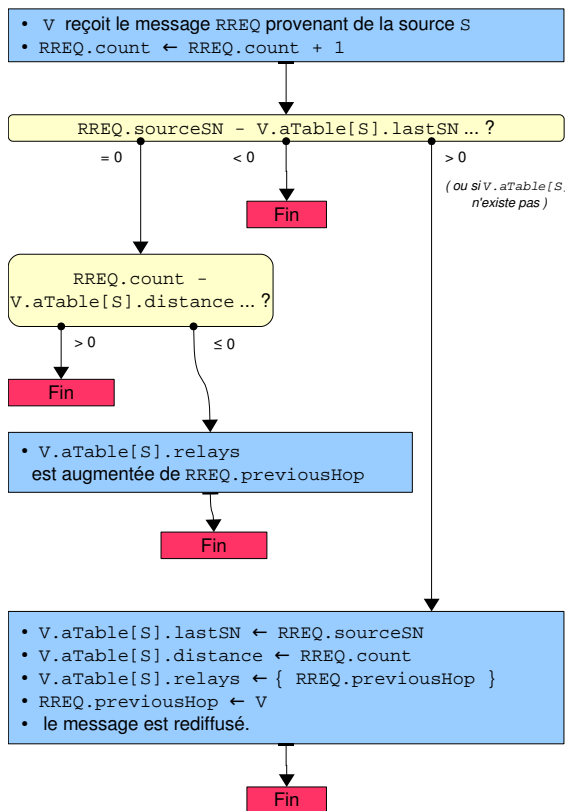 • V reçoit le message RREQ provenant de la source S
• RREQ.count ← RREQ.count + 1
RREQ.sourceSN - V.aTable[S].lastSN ... ?
= 0
< 0
> 0
( ou si V.aTable[S]
n'existe pas )
Fin
RREQ.count -
V.aTable[S].distance ... ?
> 0
≤ 0
Fin
• V.aTable[S].relays
est augmentée de RREQ.previousHop
Fin
• V.aTable[S].lastSN ← RREQ.sourceSN
• V.aTable[S].distance ← RREQ.count
• V.aTable[S].relays ← { RREQ.previousHop }
• RREQ.previousHop ← V
• le message est rediffusé.
Fin